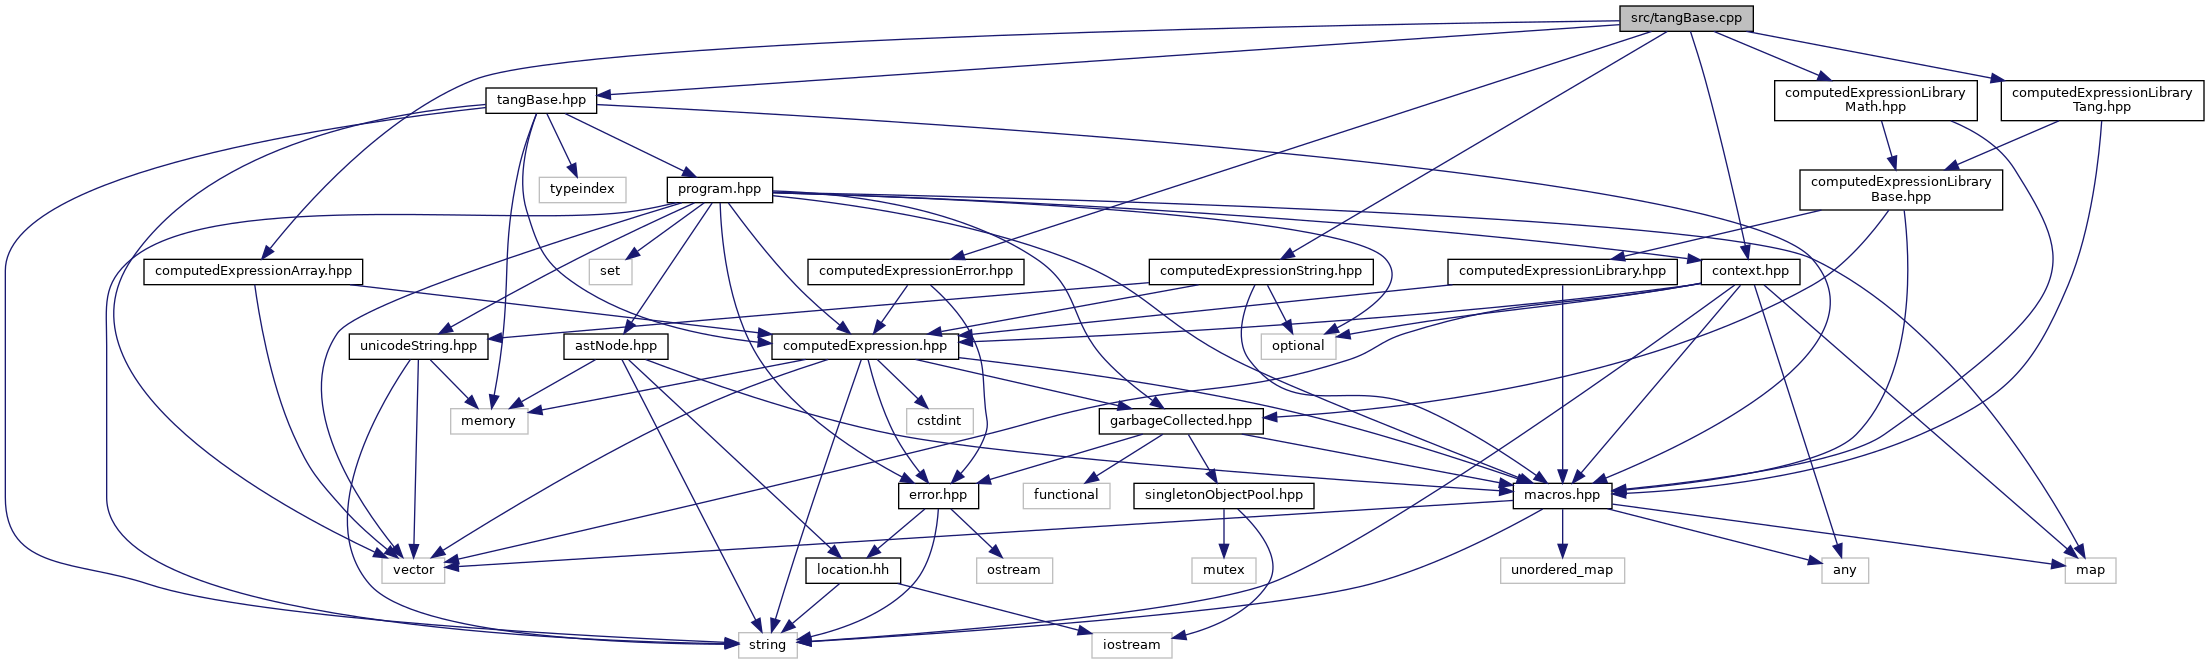 src/tangBase.cpp
tangBase.hpp
computedExpressionLibrary
Math.hpp
computedExpressionLibrary
Tang.hpp
typeindex
program.hpp
computedExpressionLibrary
Base.hpp
computedExpressionArray.hpp
set
computedExpressionError.hpp
computedExpressionString.hpp
computedExpressionLibrary.hpp
context.hpp
unicodeString.hpp
astNode.hpp
computedExpression.hpp
optional
memory
cstdint
garbageCollected.hpp
error.hpp
functional
singletonObjectPool.hpp
macros.hpp
vector
location.hh
ostream
mutex
unordered_map
any
map
string
iostream